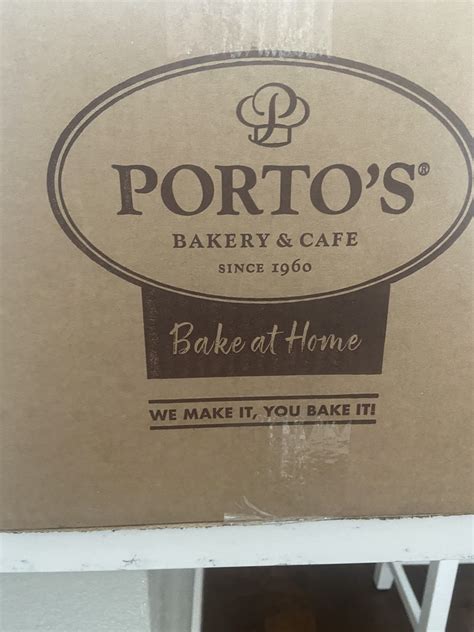 PORTO'S®
BAKERY & CAFE
SINCE 1960
Bake at Home
WE MAKE IT, YOU BAKE IT!